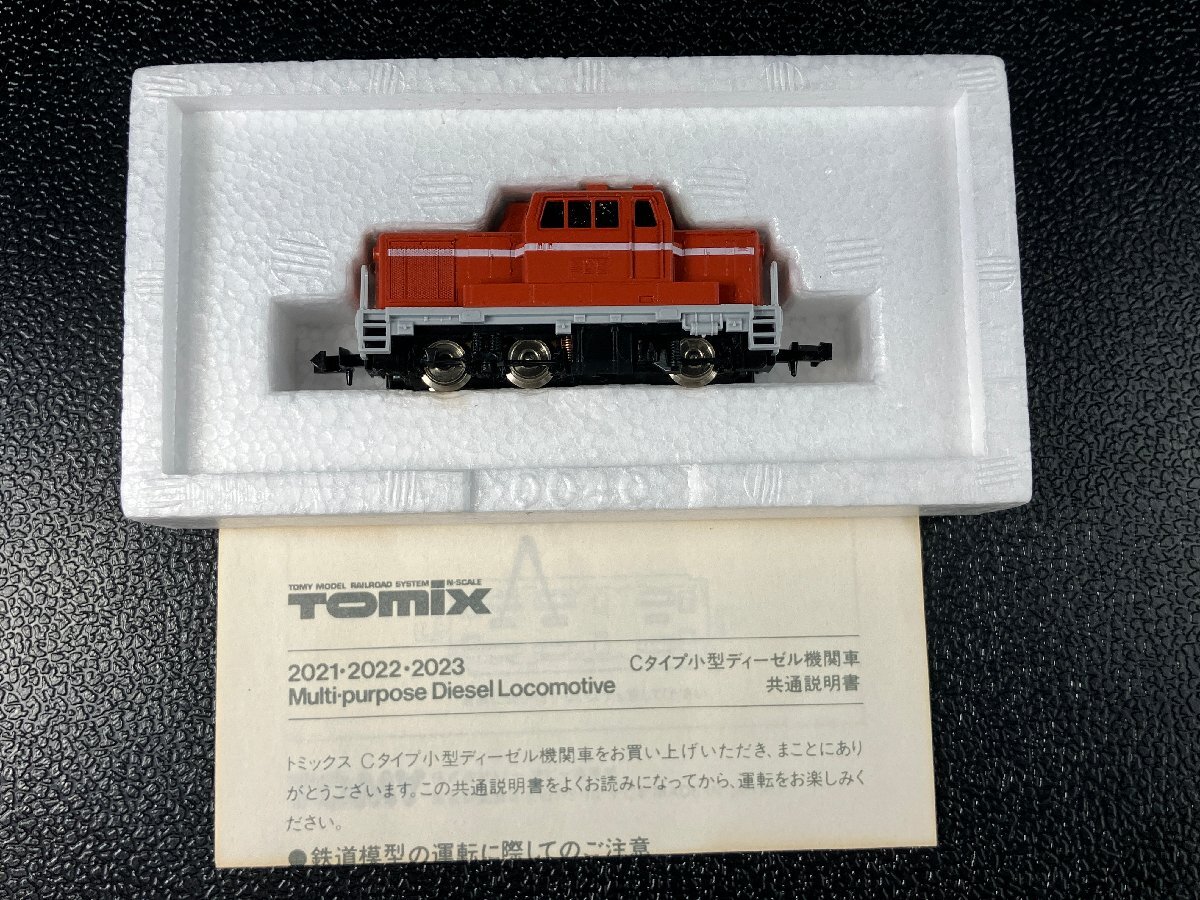 TOMY MODEL RAILROAD SYSTEM N-SCALE
TOMIX
2021・2022・2023
Multi-purpose Diesel Locomotive
Cタイプ小型ディーゼル機関車
共通説明書
トミックス Cタイプ小型ディーゼル機関車をお買い上げいただき、まことにあり
がとうございます。この共通説明書をよくお読みになってから、運転をお楽しみく
ださい。
●鉄道模型の運転に際してのご注意